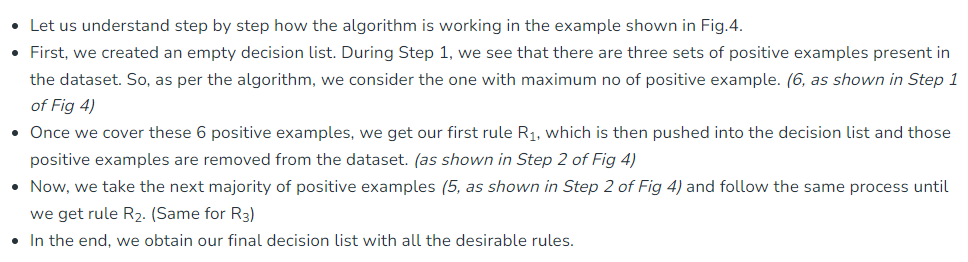 • Let us understand step by step how the algorithm is working in the example shown in Fig.4.
• First, we created an empty decision list. During Step 1, we see that there are three sets of positive examples present in
the dataset. So, as per the algorithm, we consider the one with maximum no of positive example. (6, as shown in Step 1
of Fig 4)
• Once we cover these 6 positive examples, we get our first rule R₁, which is then pushed into the decision list and those
positive examples are removed from the dataset. (as shown in Step 2 of Fig 4)
• Now, we take the next majority of positive examples (5, as shown in Step 2 of Fig 4) and follow the same process until
we get rule R₂. (Same for R₃)
• In the end, we obtain our final decision list with all the desirable rules.